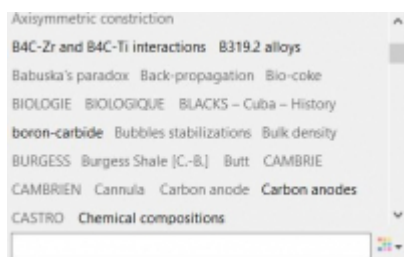 Axisymmetric constriction
B4C-Zr and B4C-Ti interactions B319.2 alloys
Babuska's paradox Back-propagation Bio-coke
BIOLOGIE BIOLOGIQUE BLACKS – Cuba – History
boron-carbide Bubbles stabilizations Bulk density
BURGESS Burgess Shale [C.-B.] Butt CAMBRIE
CAMBRIEN Cannula Carbon anode Carbon anodes
CASTRO Chemical compositions